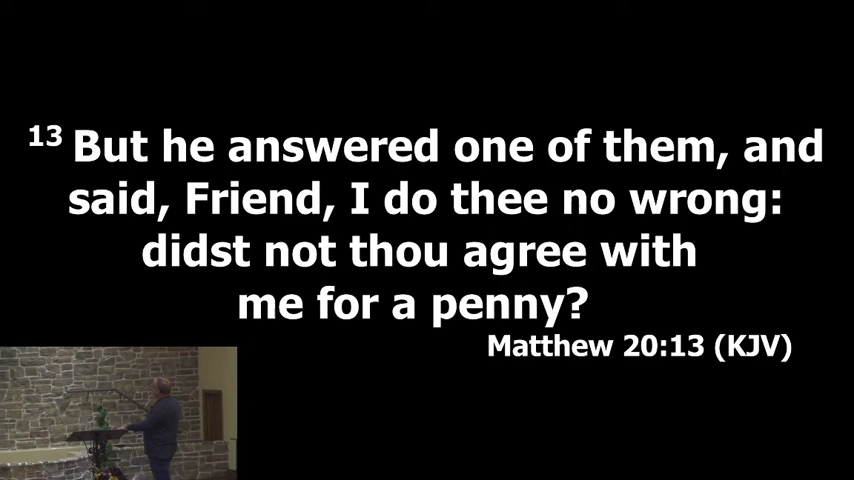 13 But he answered one of them, and
said, Friend, I do thee no wrong:
didst not thou agree with
me for a penny?
Matthew 20:13 (KJV)